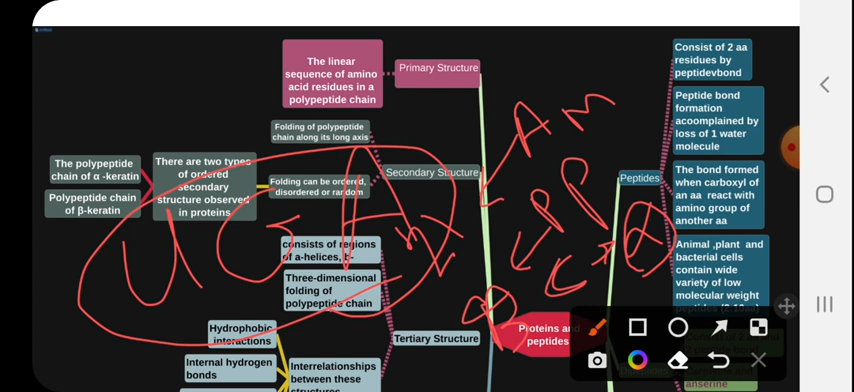 The linear
sequence of amino
acid residues in a
polypeptide chain
Primary Structure
Folding of polypeptide
chain along its long axis
Secondary Structure
Folding can be ordered,
disordered or random
There are two types
of ordered
secondary
structure observed
in proteins
The polypeptide
chain of α -keratin
Polypeptide chain
of β-keratin
consists of regions
of a-helices, b-
Three-dimensional
folding of
polypeptide chain
Tertiary Structure
Hydrophobic
interactions
Internal hydrogen
bonds
Interrelationships
between these
structures
Proteins and
peptides
Peptides
Consist of 2 aa
residues by
peptidevbond
Peptide bond
formation
acoompained by
loss of 1 water
molecule
The bond formed
when carboxyl of
an aa react with
amino group of
another aa
Animal ,plant and
bacterial cells
contain wide
variety of low
molecular weight
peptides (2-10aa)
anserine